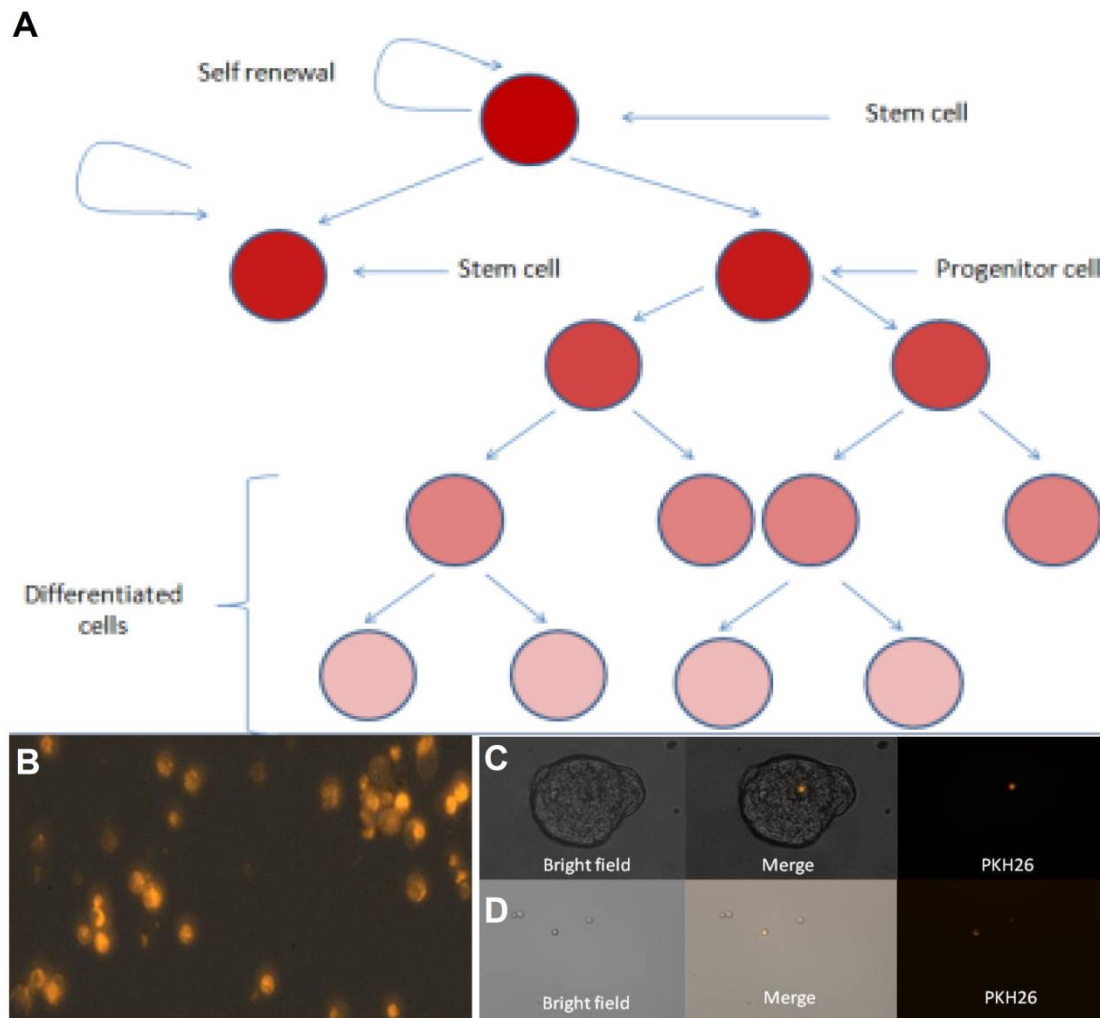 A
Self renewal
Stem cell
Stem cell
Progenitor cell
Differentiated
cells
B
C
Bright field
Merge
PKH26
D
Bright field
Merge
PKH26